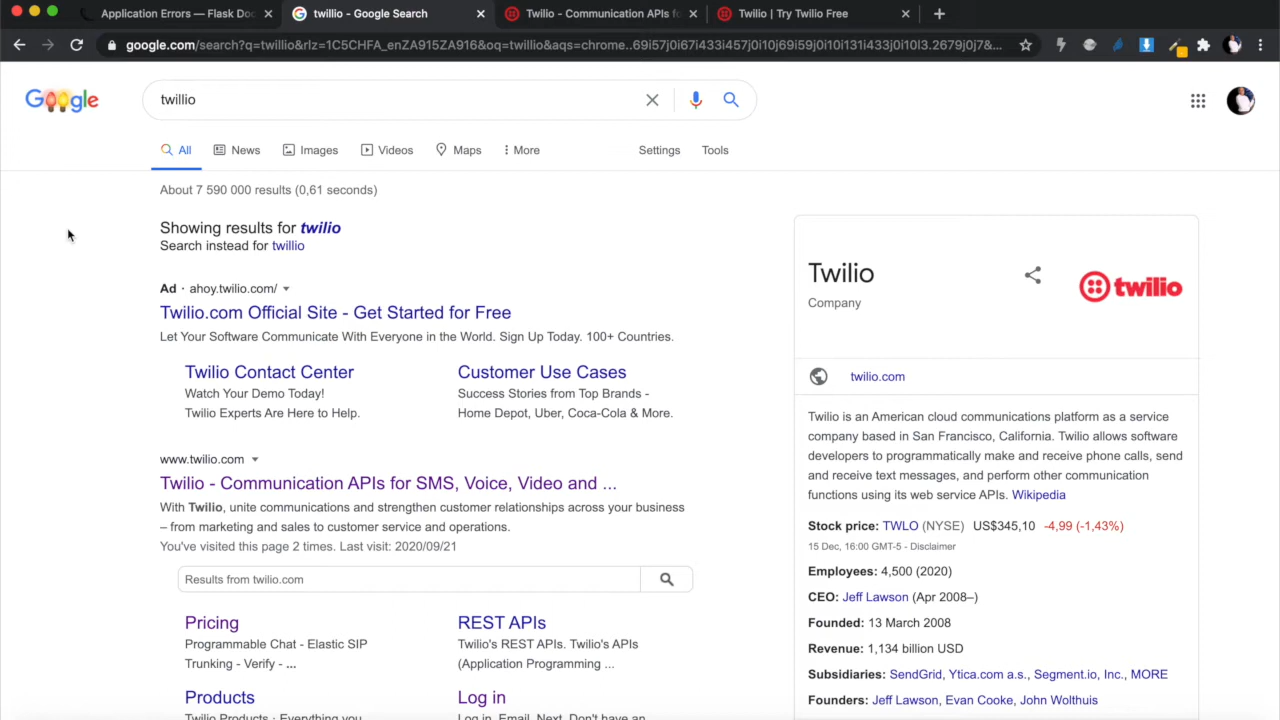 Application Errors — Flask Doc
twillio - Google Search
Twilio - Communication APIs for
Twilio | Try Twilio Free
google.com/search?q=twillio&rlz=1C5CHFA_enZA915ZA916&oq=twillio&aqs=chrome..69i57j0i67i433i457j0i10j69i59j0i10i131i433j0i10l3.2679j0j7&...
Google
twillio
All
News
Images
Videos
Maps
More
Settings
Tools
About 7 590 000 results (0,61 seconds)
Showing results for twilio
Search instead for twillio
Ad · ahoy.twilio.com/
Twilio.com Official Site - Get Started for Free
Let Your Software Communicate With Everyone in the World. Sign Up Today. 100+ Countries.
Twilio Contact Center
Watch Your Demo Today!
Twilio Experts Are Here to Help.
Customer Use Cases
Success Stories from Top Brands -
Home Depot, Uber, Coca-Cola & More.
www.twilio.com
Twilio - Communication APIs for SMS, Voice, Video and ...
With Twilio, unite communications and strengthen customer relationships across your business
– from marketing and sales to customer service and operations.
You've visited this page 2 times. Last visit: 2020/09/21
Results from twilio.com
Pricing
Programmable Chat - Elastic SIP
Trunking - Verify - ...
REST APIs
Twilio's REST APIs. Twilio's APIs
(Application Programming ...
Products
Twilio Products · Everything you
Log in
Log in. Email. Next. Don't have an
Twilio
Company
twilio
twilio.com
Twilio is an American cloud communications platform as a service
company based in San Francisco, California. Twilio allows software
developers to programmatically make and receive phone calls, send
and receive text messages, and perform other communication
functions using its web service APIs. Wikipedia
Stock price: TWLO (NYSE) US$345,10 -4,99 (-1,43%)
15 Dec, 16:00 GMT-5 - Disclaimer
Employees: 4,500 (2020)
CEO: Jeff Lawson (Apr 2008–)
Founded: 13 March 2008
Revenue: 1,134 billion USD
Subsidiaries: SendGrid, Ytica.com a.s., Segment.io, Inc., MORE
Founders: Jeff Lawson, Evan Cooke, John Wolthuis